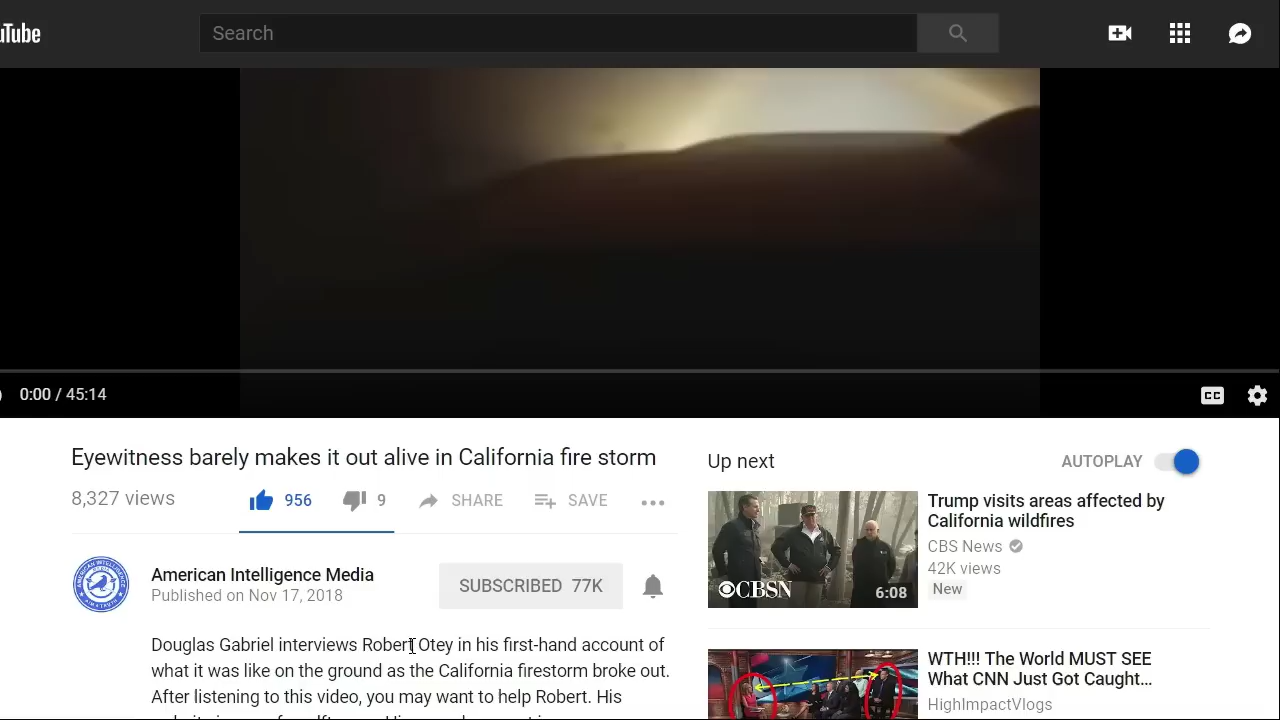 uTube
Search
0:00 / 45:14
CC
Eyewitness barely makes it out alive in California fire storm
8,327 views
956
9
SHARE
SAVE
American Intelligence Media
Published on Nov 17, 2018
SUBSCRIBED 77K
Douglas Gabriel interviews Robert Otey in his first-hand account of
what it was like on the ground as the California firestorm broke out.
After listening to this video, you may want to help Robert. His
Up next
AUTOPLAY
CBSN
6:08
Trump visits areas affected by
California wildfires
CBS News
42K views
New
WTH!!! The World MUST SEE
What CNN Just Got Caught...
HighImpactVlogs